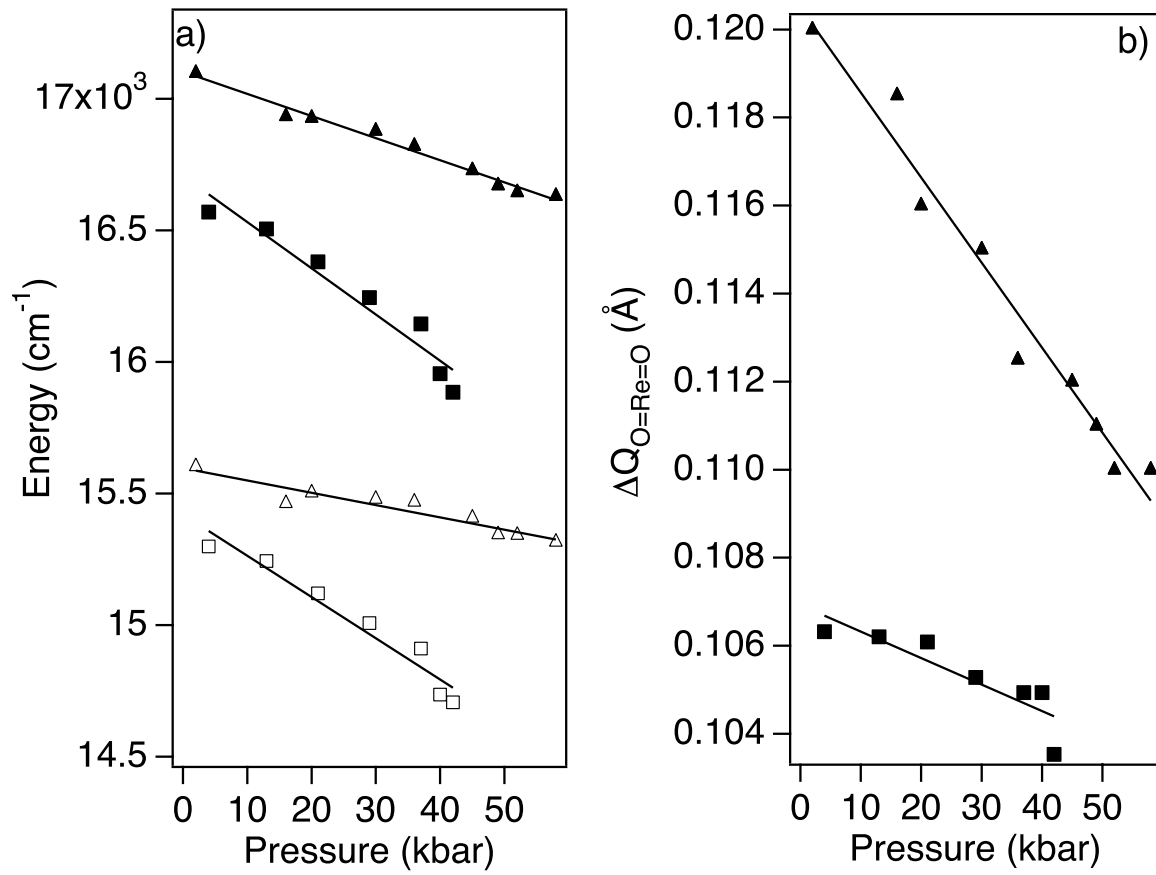 a)
17x10³
16.5
16
15.5
15
14.5
Energy (cm⁻¹)
0 10 20 30 40 50
Pressure (kbar)
b)
0.120
0.118
0.116
0.114
0.112
0.110
0.108
0.106
0.104
ΔQO=Re=O (Å)
0 10 20 30 40 50
Pressure (kbar)